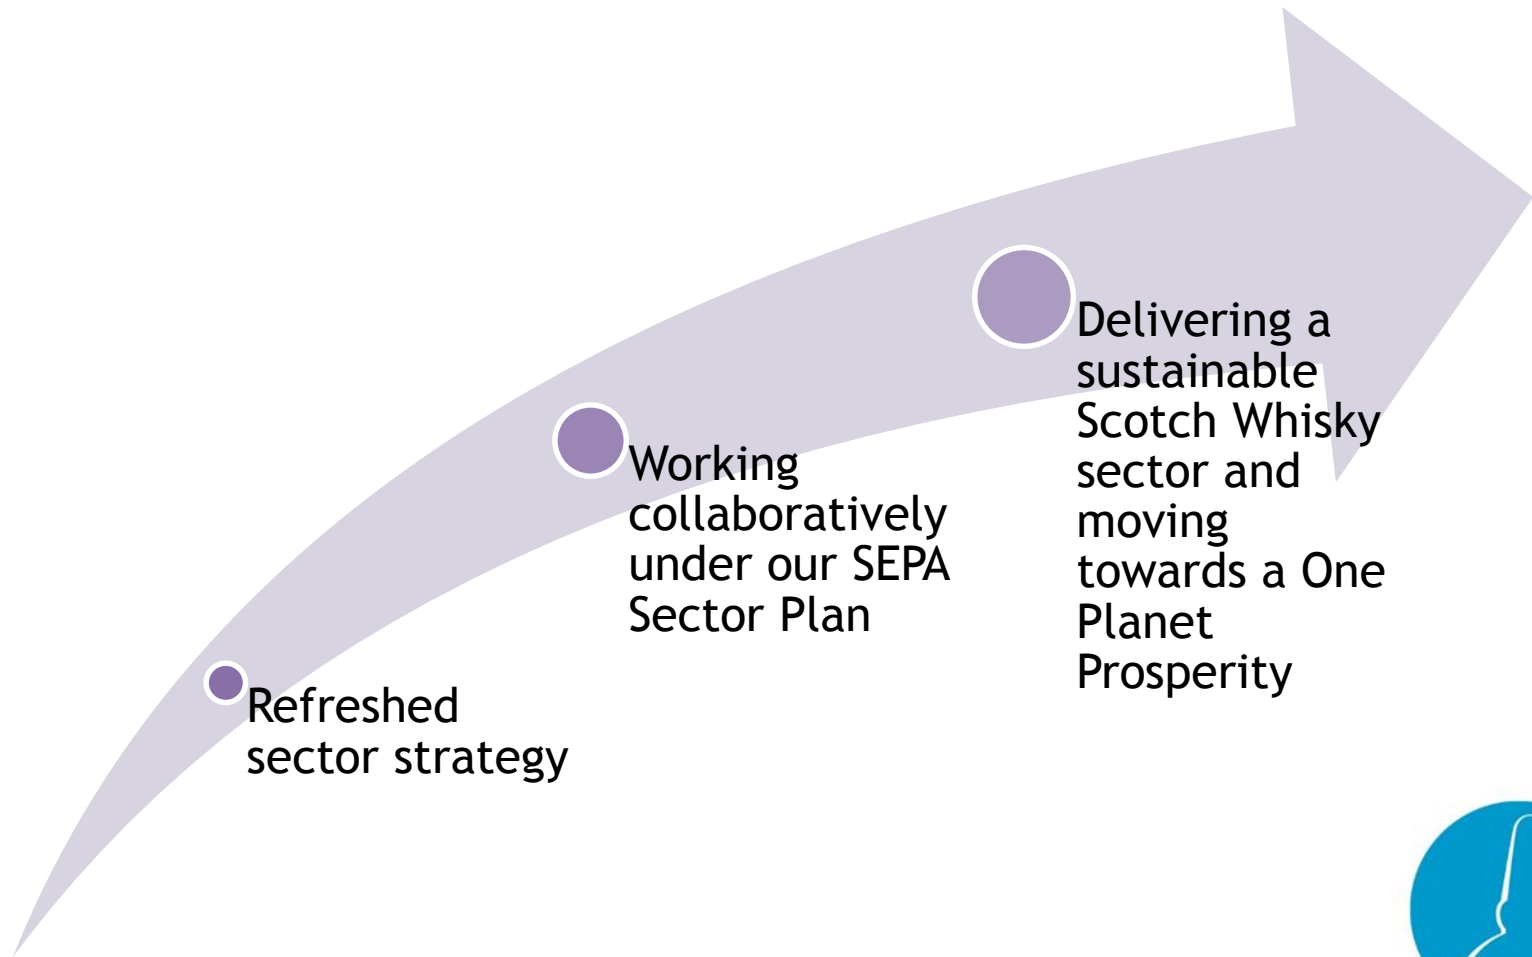 Refreshed
sector strategy
Working
collaboratively
under our SEPA
Sector Plan
Delivering a
sustainable
Scotch Whisky
sector and
moving
towards a One
Planet
Prosperity